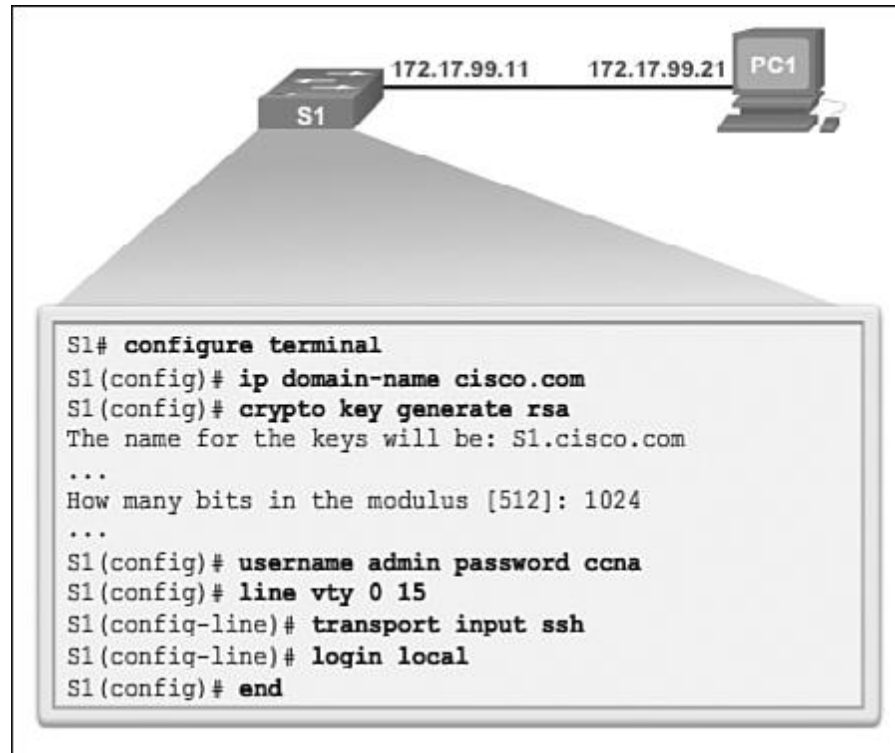 172.17.99.11 172.17.99.21 PC1
S1
S1# configure terminal
S1(config)# ip domain-name cisco.com
S1(config)# crypto key generate rsa
The name for the keys will be: S1.cisco.com
...
How many bits in the modulus [512]: 1024
...
S1(config)# username admin password ccna
S1(config)# line vty 0 15
S1(config-line)# transport input ssh
S1(config-line)# login local
S1(config)# end